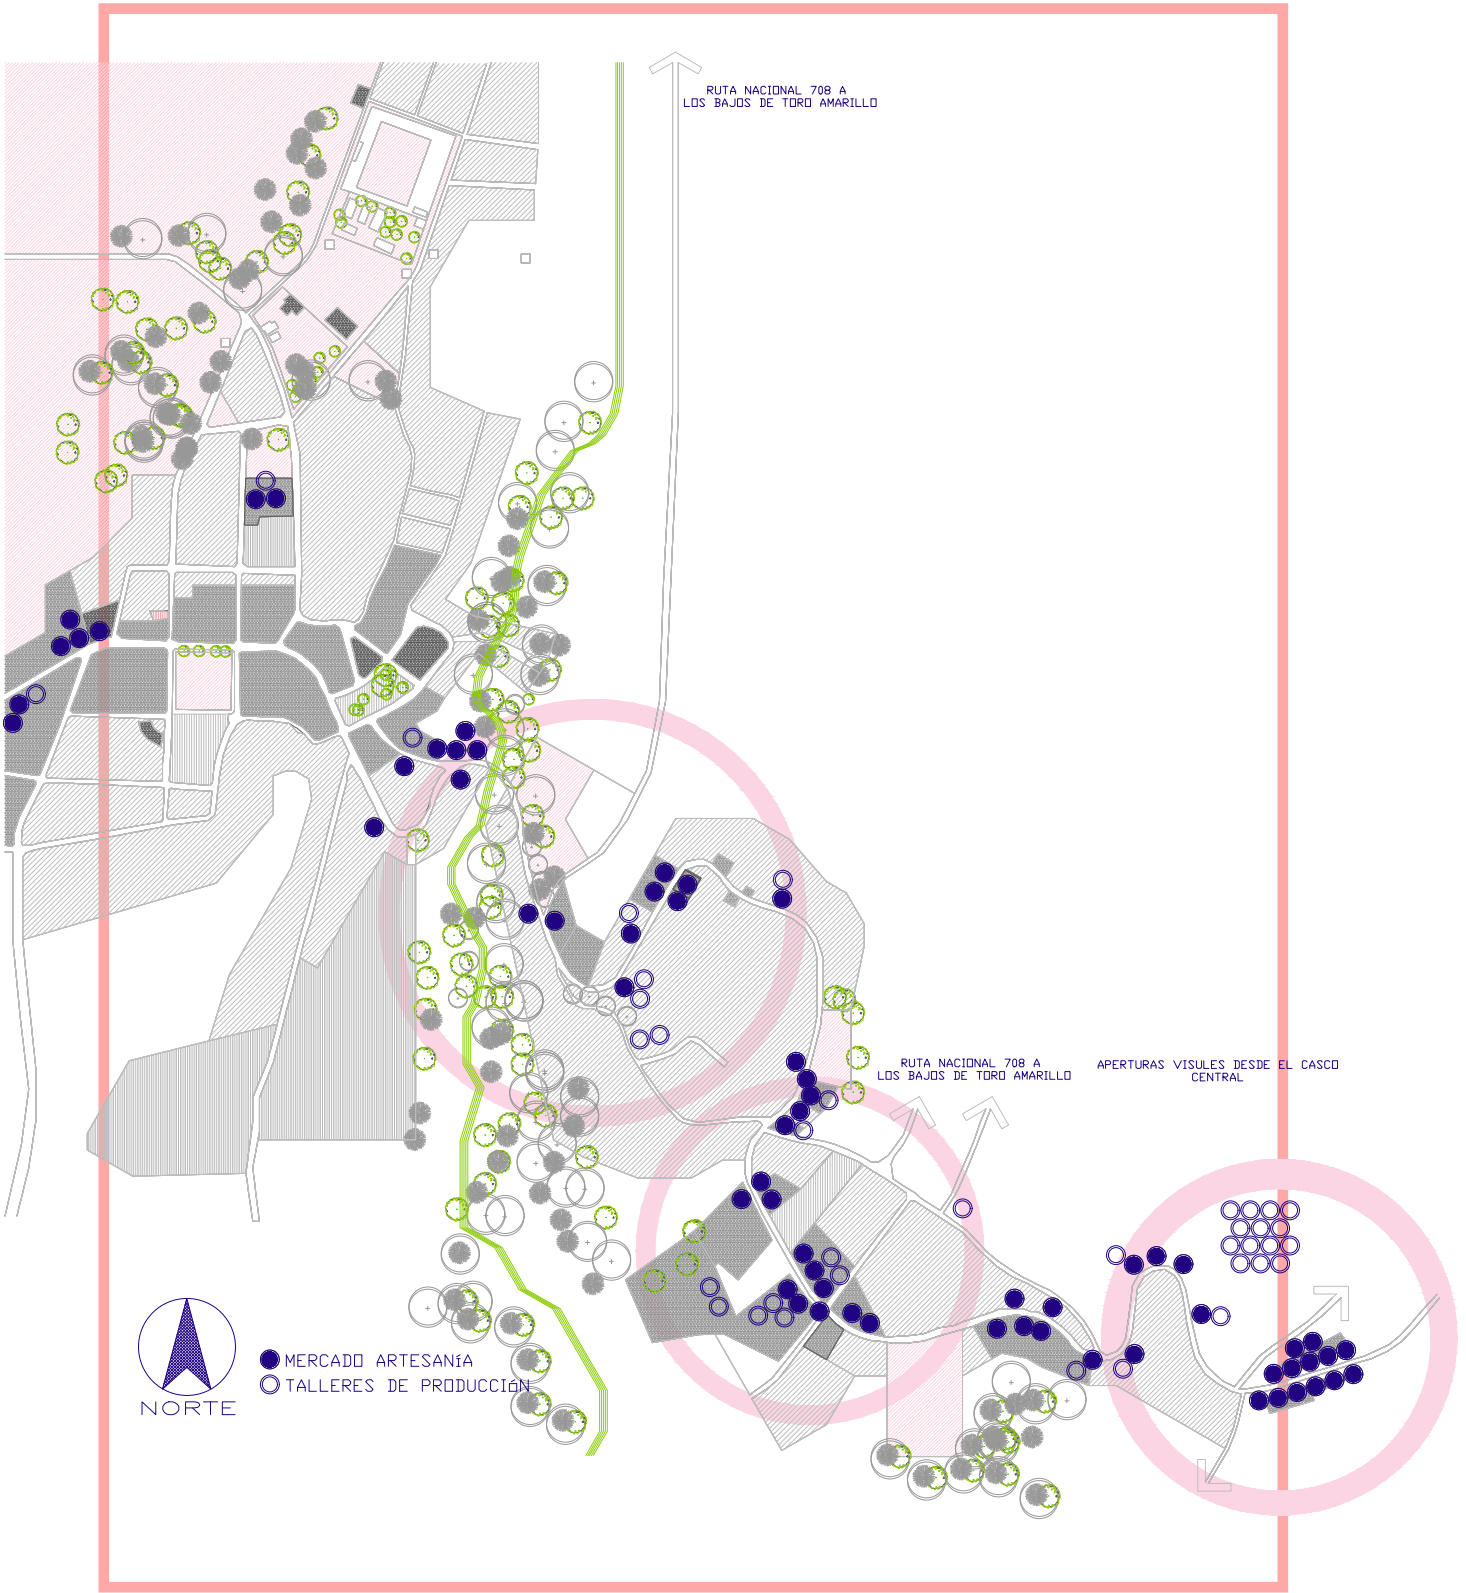 RUTA NACIONAL 708 A
LOS BAJOS DE TORO AMARILLO
RUTA NACIONAL 708 A
LOS BAJOS DE TORO AMARILLO
APERTURAS VISULES DESDE EL CASCO
CENTRAL
MERCADO ARTESANíA
TALLERES DE PRODUCCIóN
NORTE